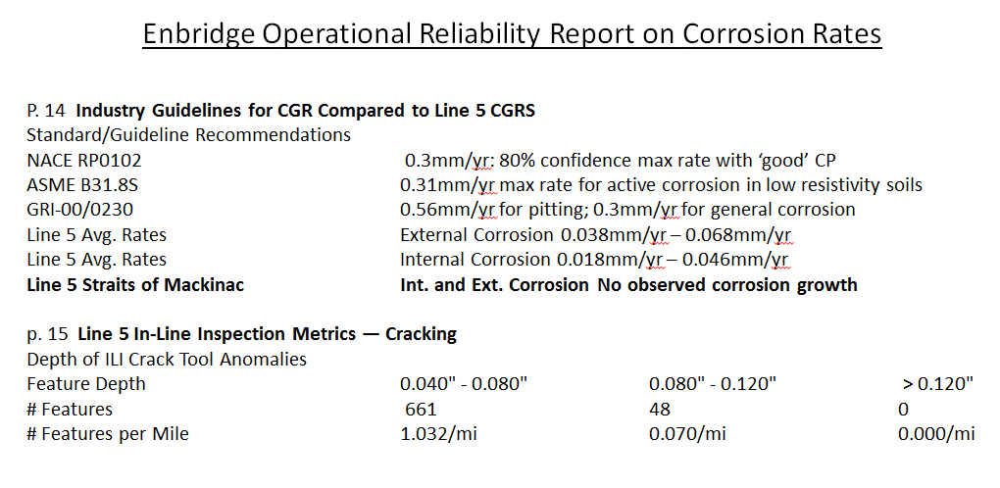 Enbridge Operational Reliability Report on Corrosion Rates
P. 14 Industry Guidelines for CGR Compared to Line 5 CGRS
Standard/Guideline Recommendations
NACE RP0102 0.3mm/yr: 80% confidence max rate with ‘good’ CP
ASME B31.8S 0.31mm/yr max rate for active corrosion in low resistivity soils
GRI-00/0230 0.56mm/yr for pitting; 0.3mm/yr for general corrosion
Line 5 Avg. Rates External Corrosion 0.038mm/yr – 0.068mm/yr
Line 5 Avg. Rates Internal Corrosion 0.018mm/yr – 0.046mm/yr
Line 5 Straits of Mackinac Int. and Ext. Corrosion No observed corrosion growth
p. 15 Line 5 In-Line Inspection Metrics — Cracking
Depth of ILI Crack Tool Anomalies
Feature Depth 0.040" - 0.080" 0.080" - 0.120" > 0.120"
# Features 661 48 0
# Features per Mile 1.032/mi 0.070/mi 0.000/mi